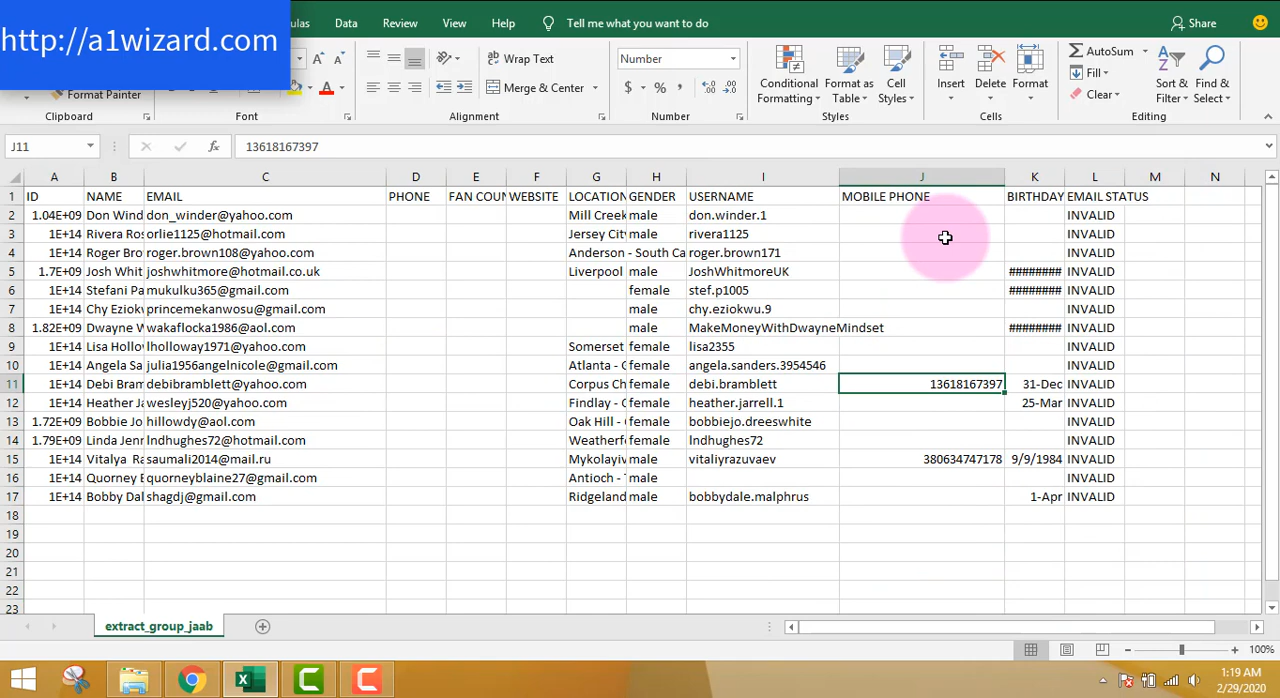 http://a1wizard.com
ulas Data Review View Help Tell me what you want to do Share
Wrap Text Number AutoSum
Fill
Merge & Center $ % Conditional Formatting Format as Table Cell Styles Insert Delete Format Clear Sort & Filter Find & Select
Format Painter
Clipboard Font Alignment Number Styles Cells Editing
J11 fx 13618167397
A B C D E F G H I J K L M N
1 ID NAME EMAIL PHONE FAN COUN WEBSITE LOCATION GENDER USERNAME MOBILE PHONE BIRTHDAY EMAIL STATUS
2 1.04E+09 Don Wind don_winder@yahoo.com Mill Creek male don.winder.1 INVALID
3 1E+14 Rivera Ros orlie1125@hotmail.com Jersey City male rivera1125 INVALID
4 1E+14 Roger Bro roger.brown108@yahoo.com Anderson - South Ca roger.brown171 INVALID
5 1.7E+09 Josh Whit joshwhitmore@hotmail.co.uk Liverpool male JoshWhitmoreUK ######## INVALID
6 1E+14 Stefani Pa mukulku365@gmail.com female stef.p1005 ######## INVALID
7 1E+14 Chy Eziok princemekanwosu@gmail.com female chy.eziokwu.9 INVALID
8 1.82E+09 Dwayne W wakaflocka1986@aol.com male MakeMoneyWithDwayneMindset ######## INVALID
9 1E+14 Lisa Hollov lholloway1971@yahoo.com Somerset female lisa2355 INVALID
10 1E+14 Angela Sa julia1956angelnicole@gmail.com Atlanta - G female angela.sanders.3954546 INVALID
11 1E+14 Debi Bram debibramblett@yahoo.com Corpus Ch female debi.bramblett 13618167397 31-Dec INVALID
12 1E+14 Heather Ja wesleyj520@yahoo.com Findlay - O female heather.jarrell.1 25-Mar INVALID
13 1.72E+09 Bobbie Jo hillowdy@aol.com Oak Hill - female bobbiejo.dreeswhite INVALID
14 1.79E+09 Linda Jenn lndhughes72@hotmail.com Weatherfo female lndhughes72 INVALID
15 1E+14 Vitalya Ra saumali2014@mail.ru Mykolayiv male vitaliyrazuvaev 380634747178 9/9/1984 INVALID
16 1E+14 Quorney B quorneyblaine27@gmail.com Antioch - T male INVALID
17 1E+14 Bobby Dal shagdj@gmail.com Ridgeland male bobbydale.malphrus 1-Apr INVALID
18
19
20
21
22
23
extract_group_jaab
100%
1:19 AM
2/29/2020